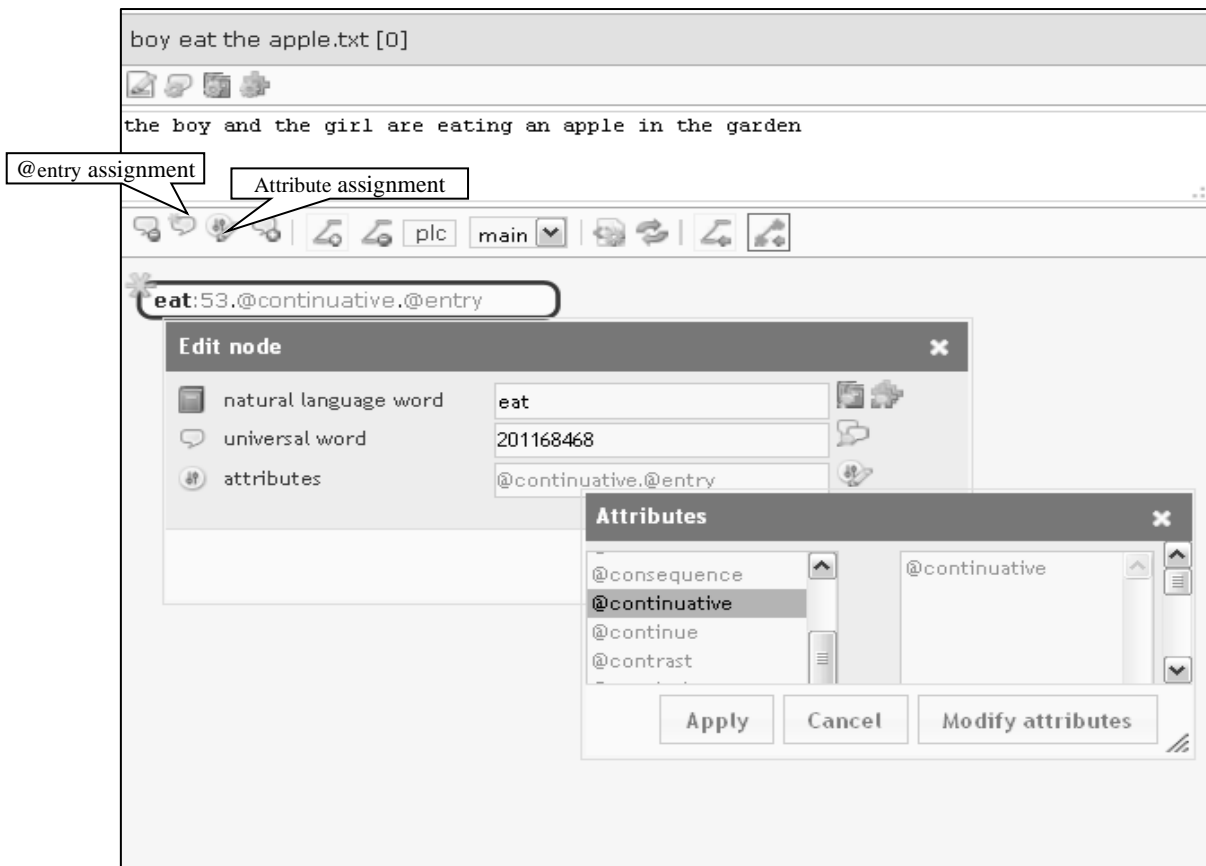 boy eat the apple.txt [0]
the boy and the girl are eating an apple in the garden
@entry assignment
Attribute assignment
plc main
eat:53.@continuative.@entry
Edit node
natural language word eat
universal word 201168468
attributes @continuative.@entry
Attributes
@consequence @continuative
@continuative
@continue
@contrast
Apply Cancel Modify attributes